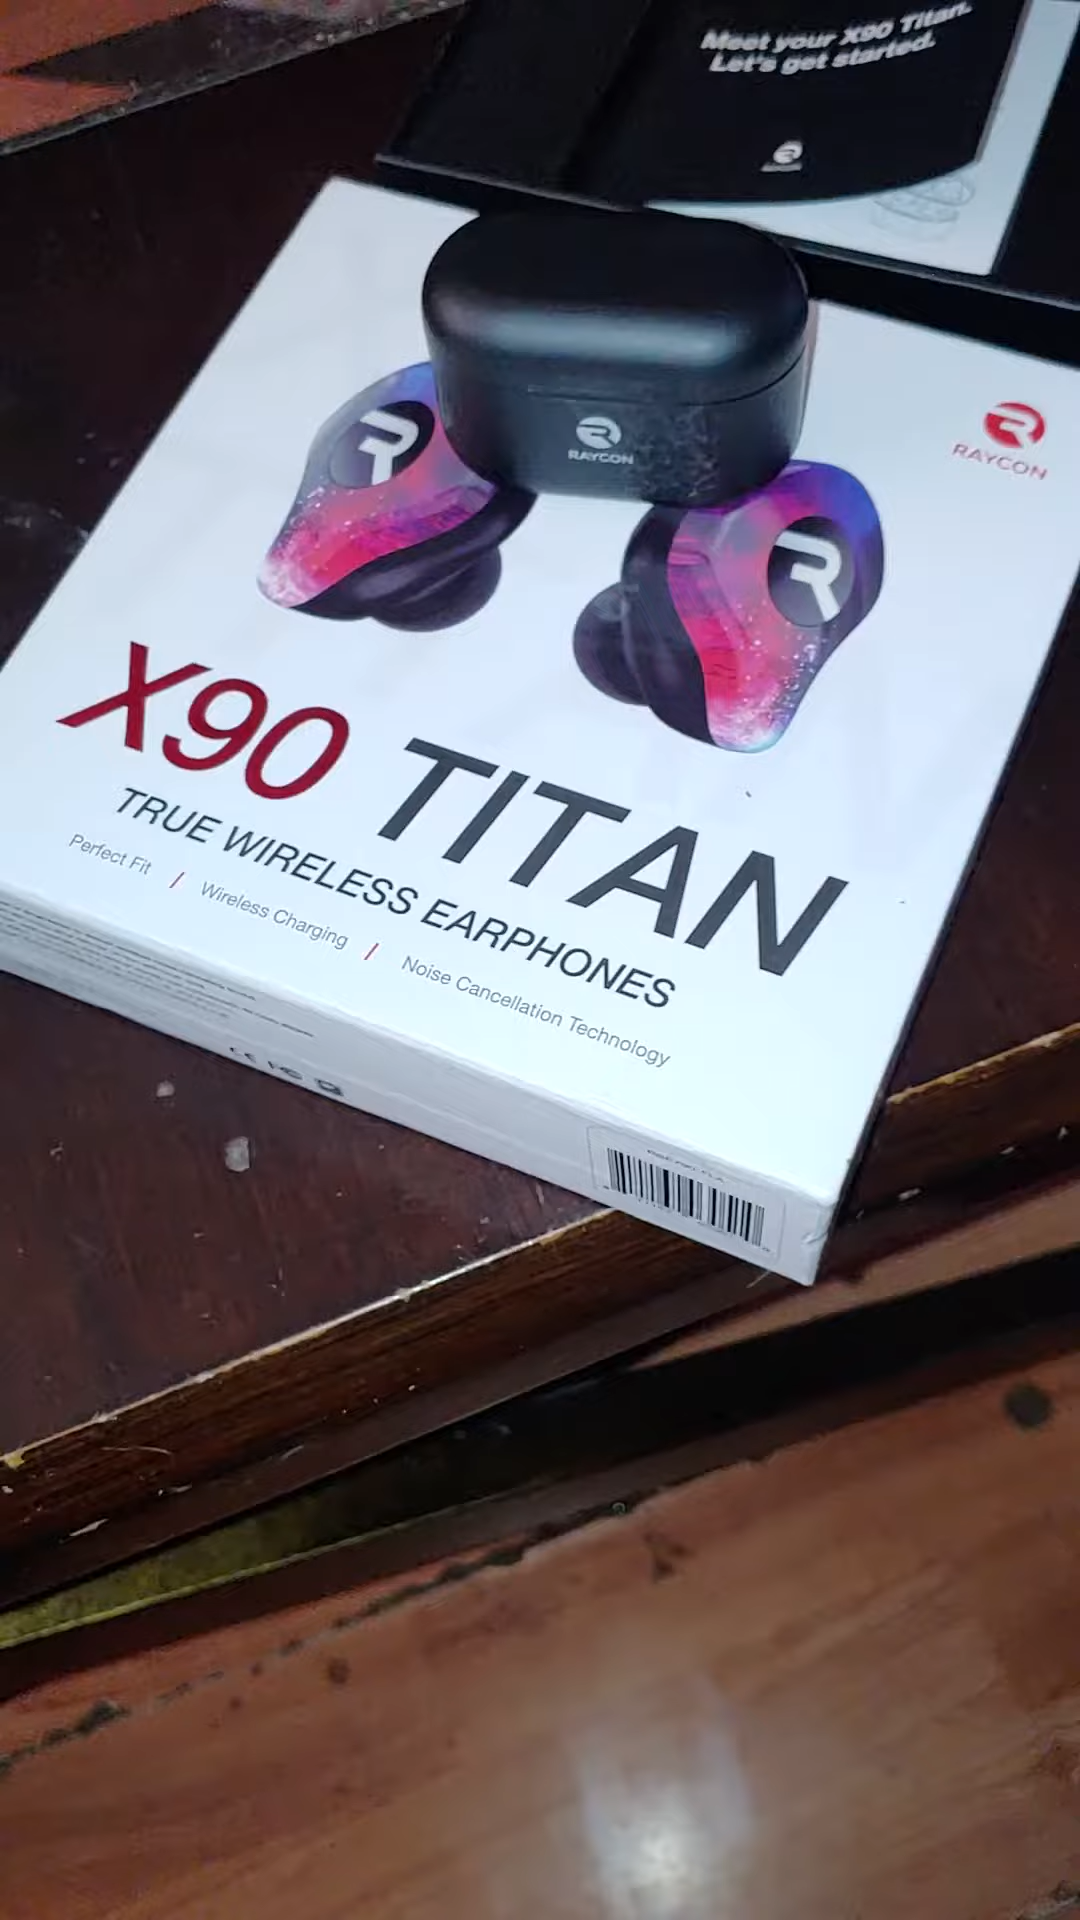 Meet your X90 Titan.
Let's get started.
RAYCON
RAYCON
X90 TITAN
TRUE WIRELESS EARPHONES
Perfect Fit / Wireless Charging / Noise Cancellation Technology